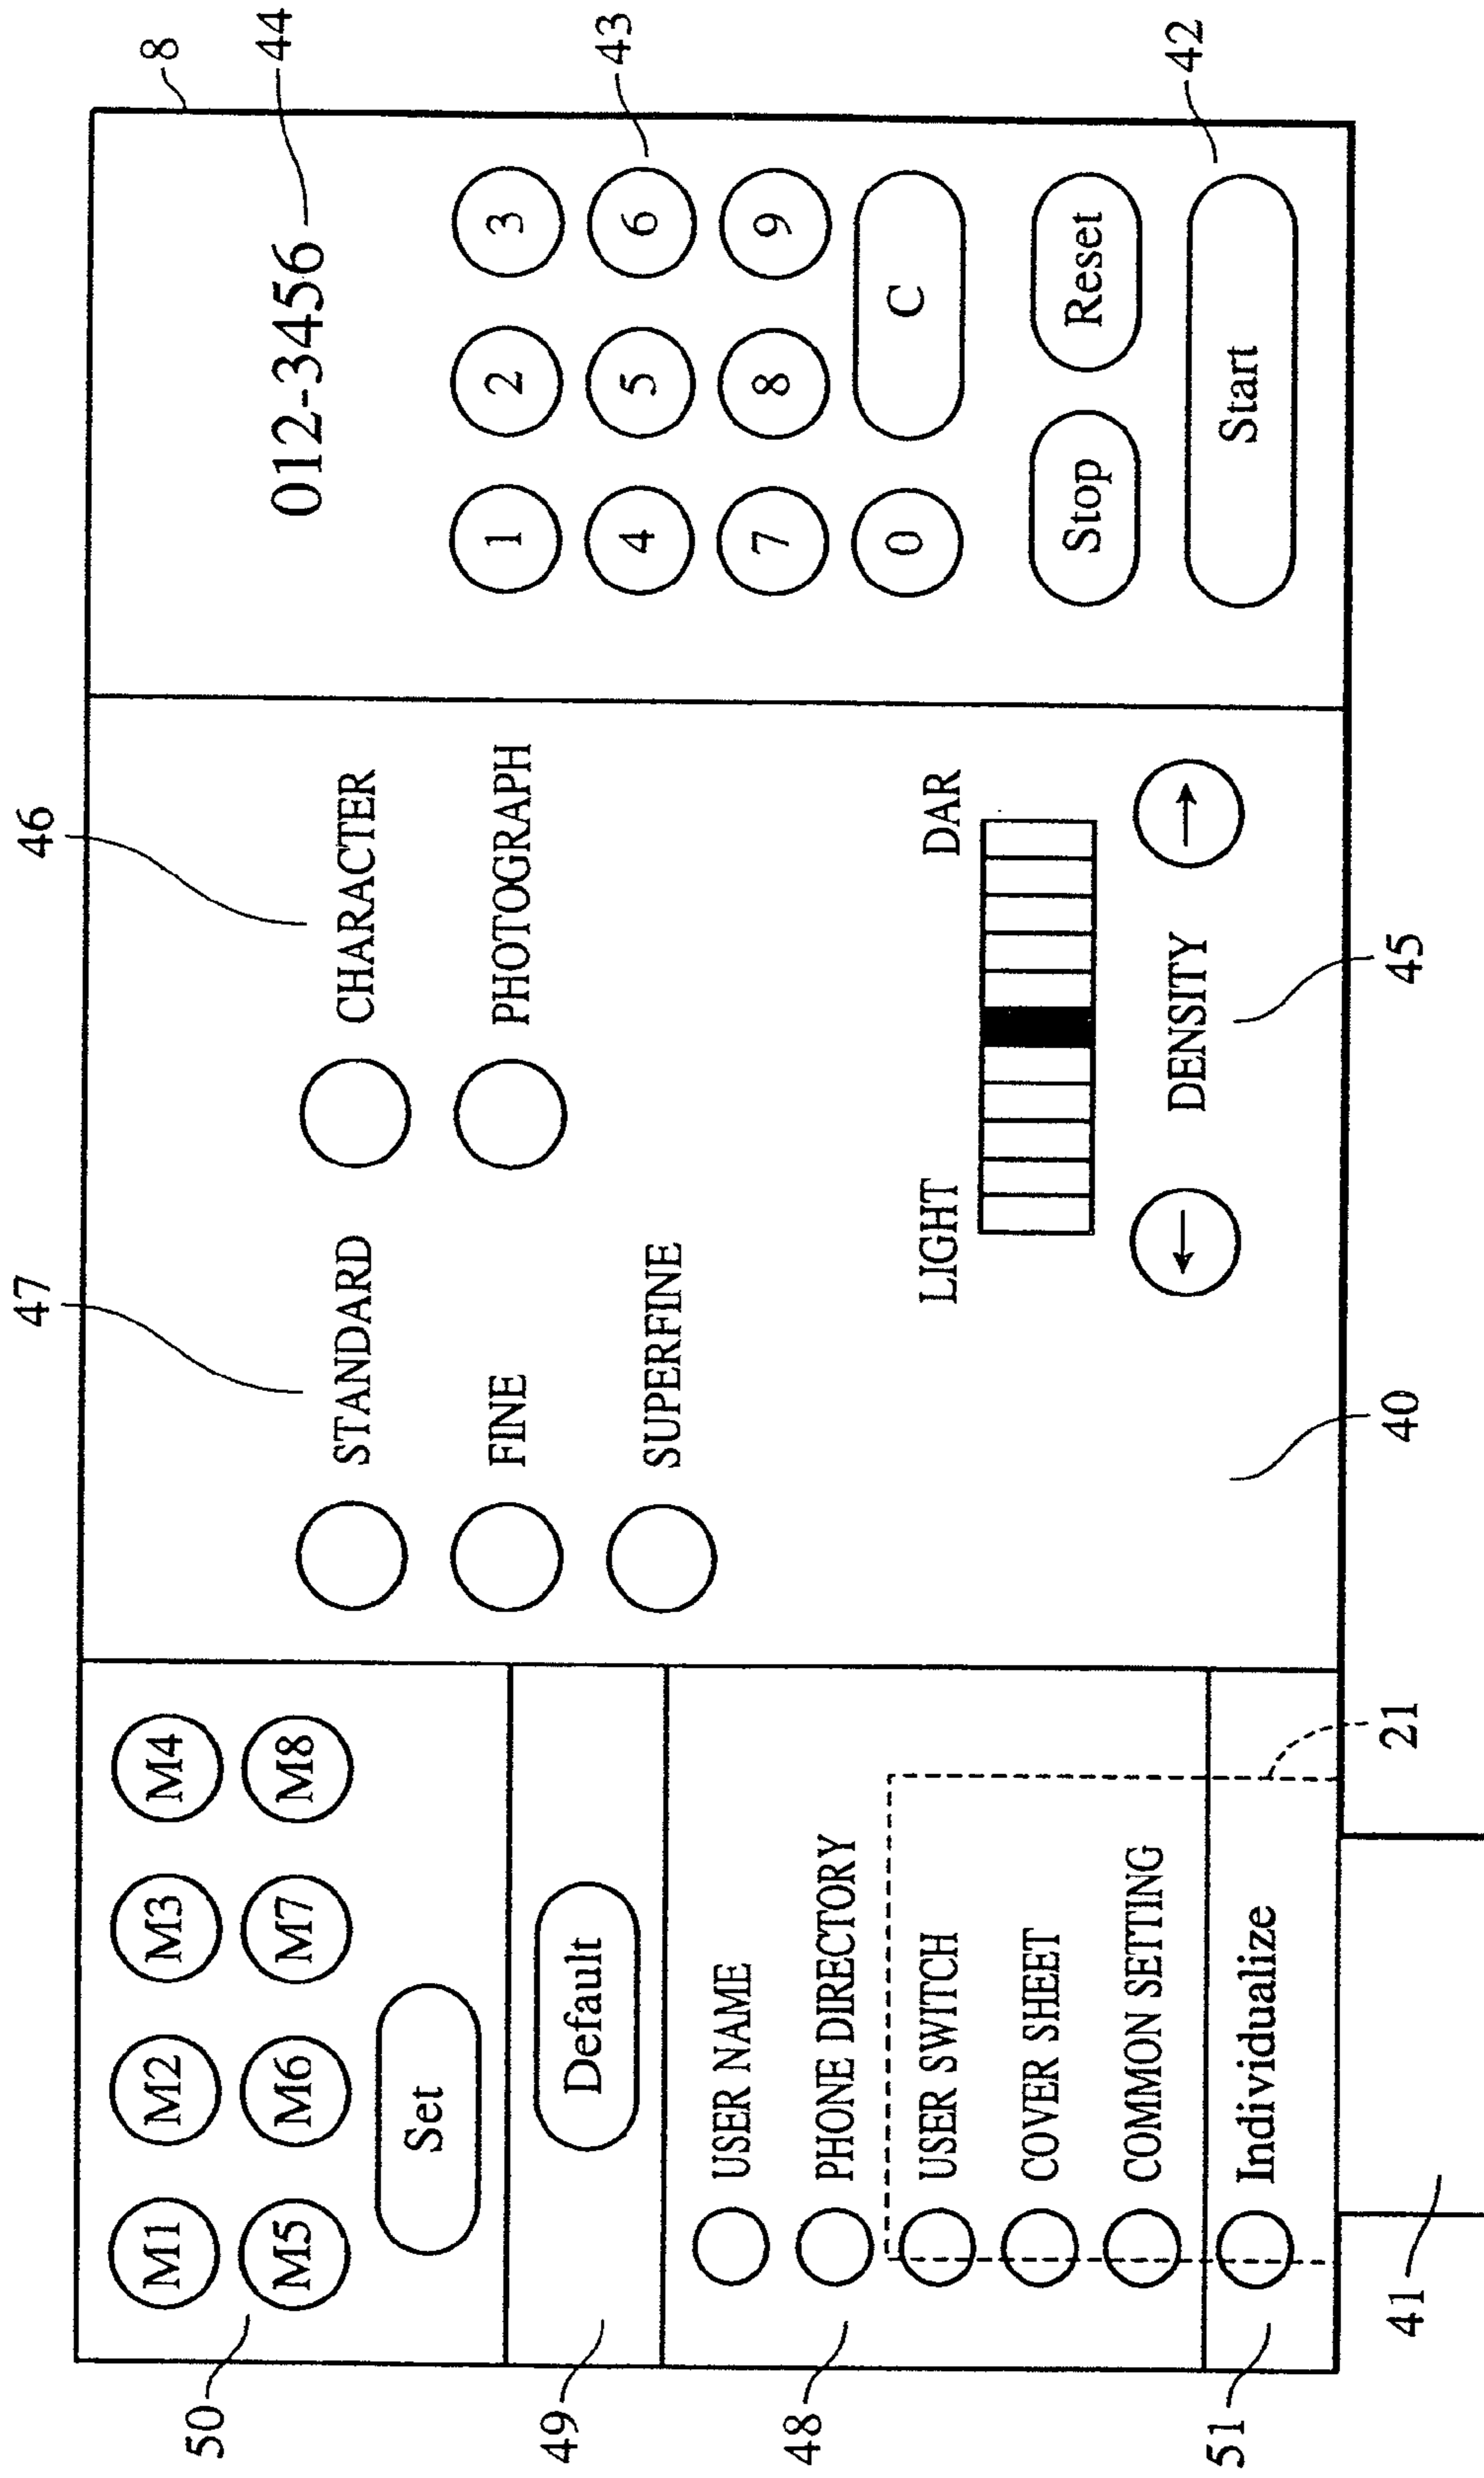 46
47
8
44
43
42
M1 M2 M3 M4
M5 M6 M7 M8
Set
50
Default
49
USER NAME
PHONE DIRECTORY
USER SWITCH
COVER SHEET
COMMON SETTING
48
Individualize
51
41
21
STANDARD
FINE
SUPERFINE
CHARACTER
PHOTOGRAPH
LIGHT DAR
← DENSITY →
40
45
012-3456
1 2 3
4 5 6
7 8 9
0 C
Stop Reset
Start